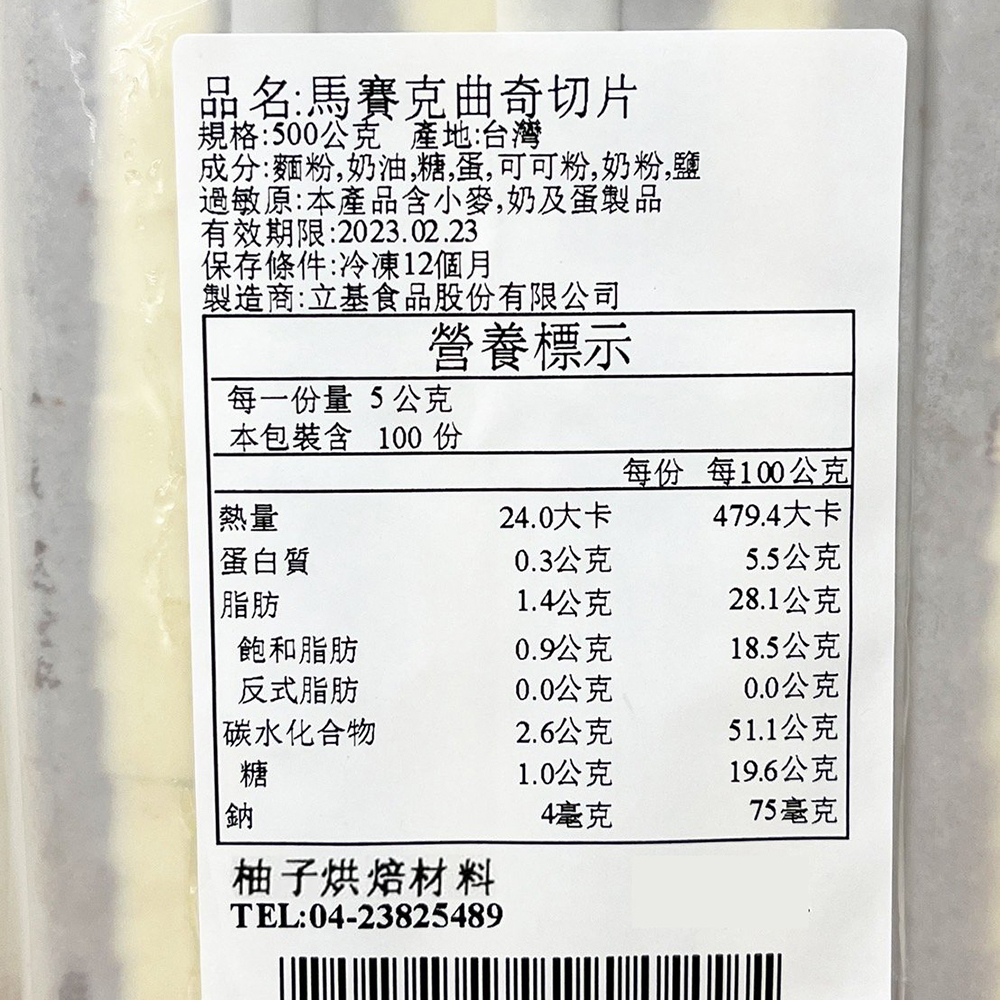 品名:馬賽克曲奇切片
規格:500公克 產地:台灣
成分:麵粉,奶油,糖,蛋,可可粉,奶粉,鹽
過敏原:本產品含小麥,奶及蛋製品
有效期限:2023.02.23
保存條件:冷凍12個月
製造商:立基食品股份有限公司
營養標示
每一份量 5公克
本包裝含 100 份
每份 每100公克
熱量 24.0大卡 479.4大卡
蛋白質 0.3公克 5.5公克
脂肪 1.4公克 28.1公克
飽和脂肪 0.9公克 18.5公克
反式脂肪 0.0公克 0.0公克
碳水化合物 2.6公克 51.1公克
糖 1.0公克 19.6公克
鈉 4毫克 75毫克
柚子烘焙材料
TEL:04-23825489